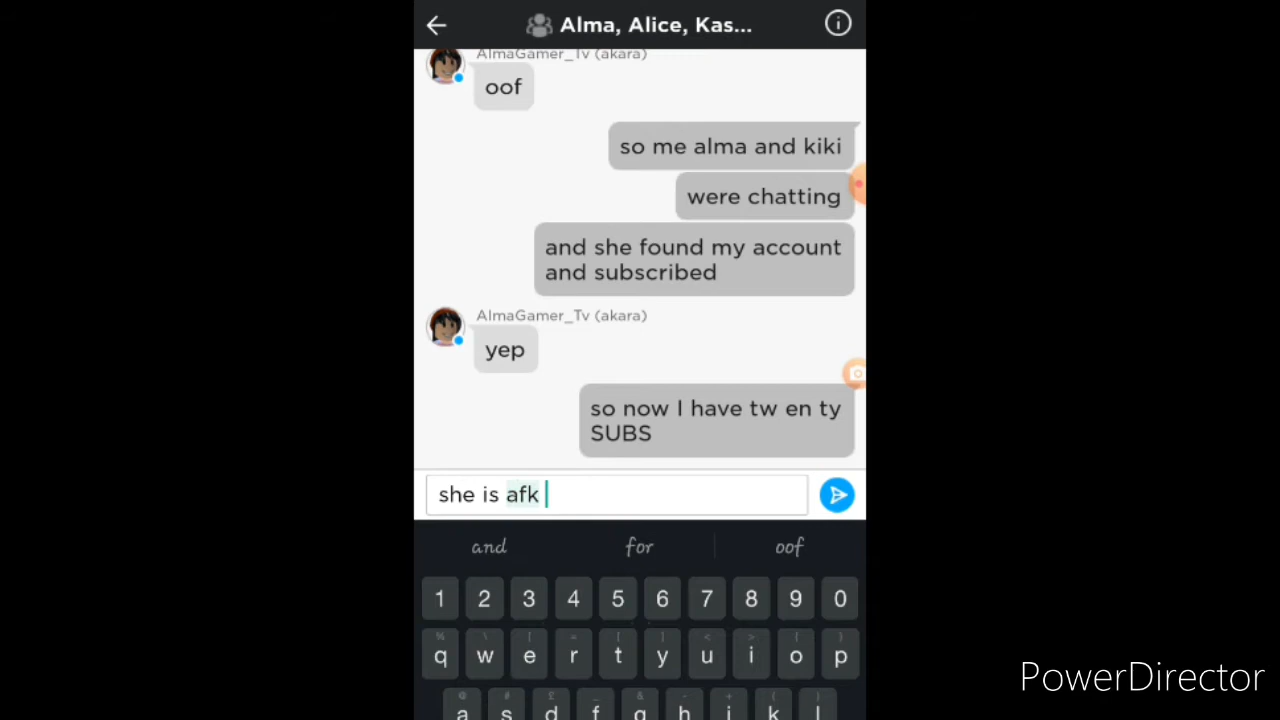 Alma, Alice, Kas...
AlmaGamer_Tv (akara)
oof
so me alma and kiki
were chatting
and she found my account
and subscribed
AlmaGamer_Tv (akara)
yep
so now I have tw en ty
SUBS
she is afk
and for oof
1 2 3 4 5 6 7 8 9 0
q w e r t y u i o p
a s d f g h j k l
PowerDirector